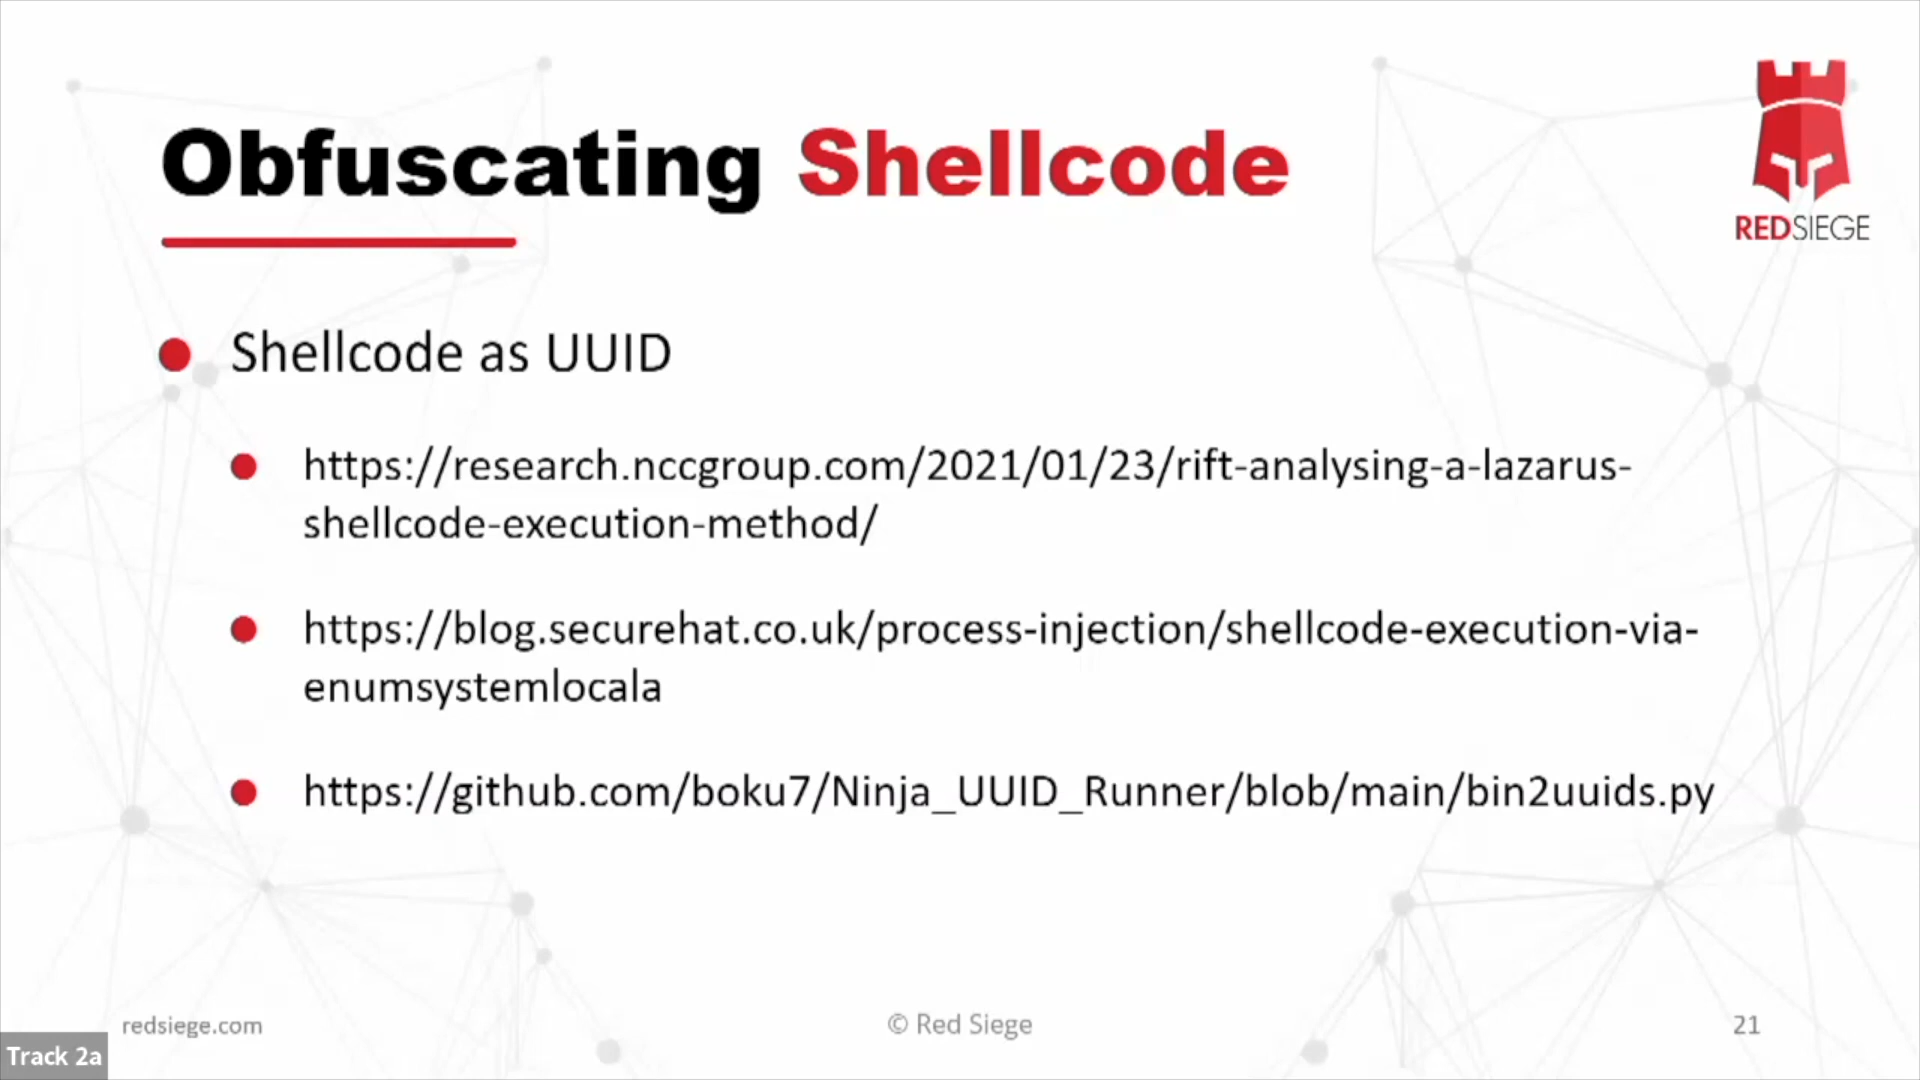 Obfuscating Shellcode
REDSIEGE
Shellcode as UUID
https://research.nccgroup.com/2021/01/23/rift-analysing-a-lazarus-
shellcode-execution-method/
https://blog.securehat.co.uk/process-injection/shellcode-execution-via-
enumsystemlocala
https://github.com/boku7/Ninja_UUID_Runner/blob/main/bin2uuids.py
redsiege.com
© Red Siege
21
Track 2a